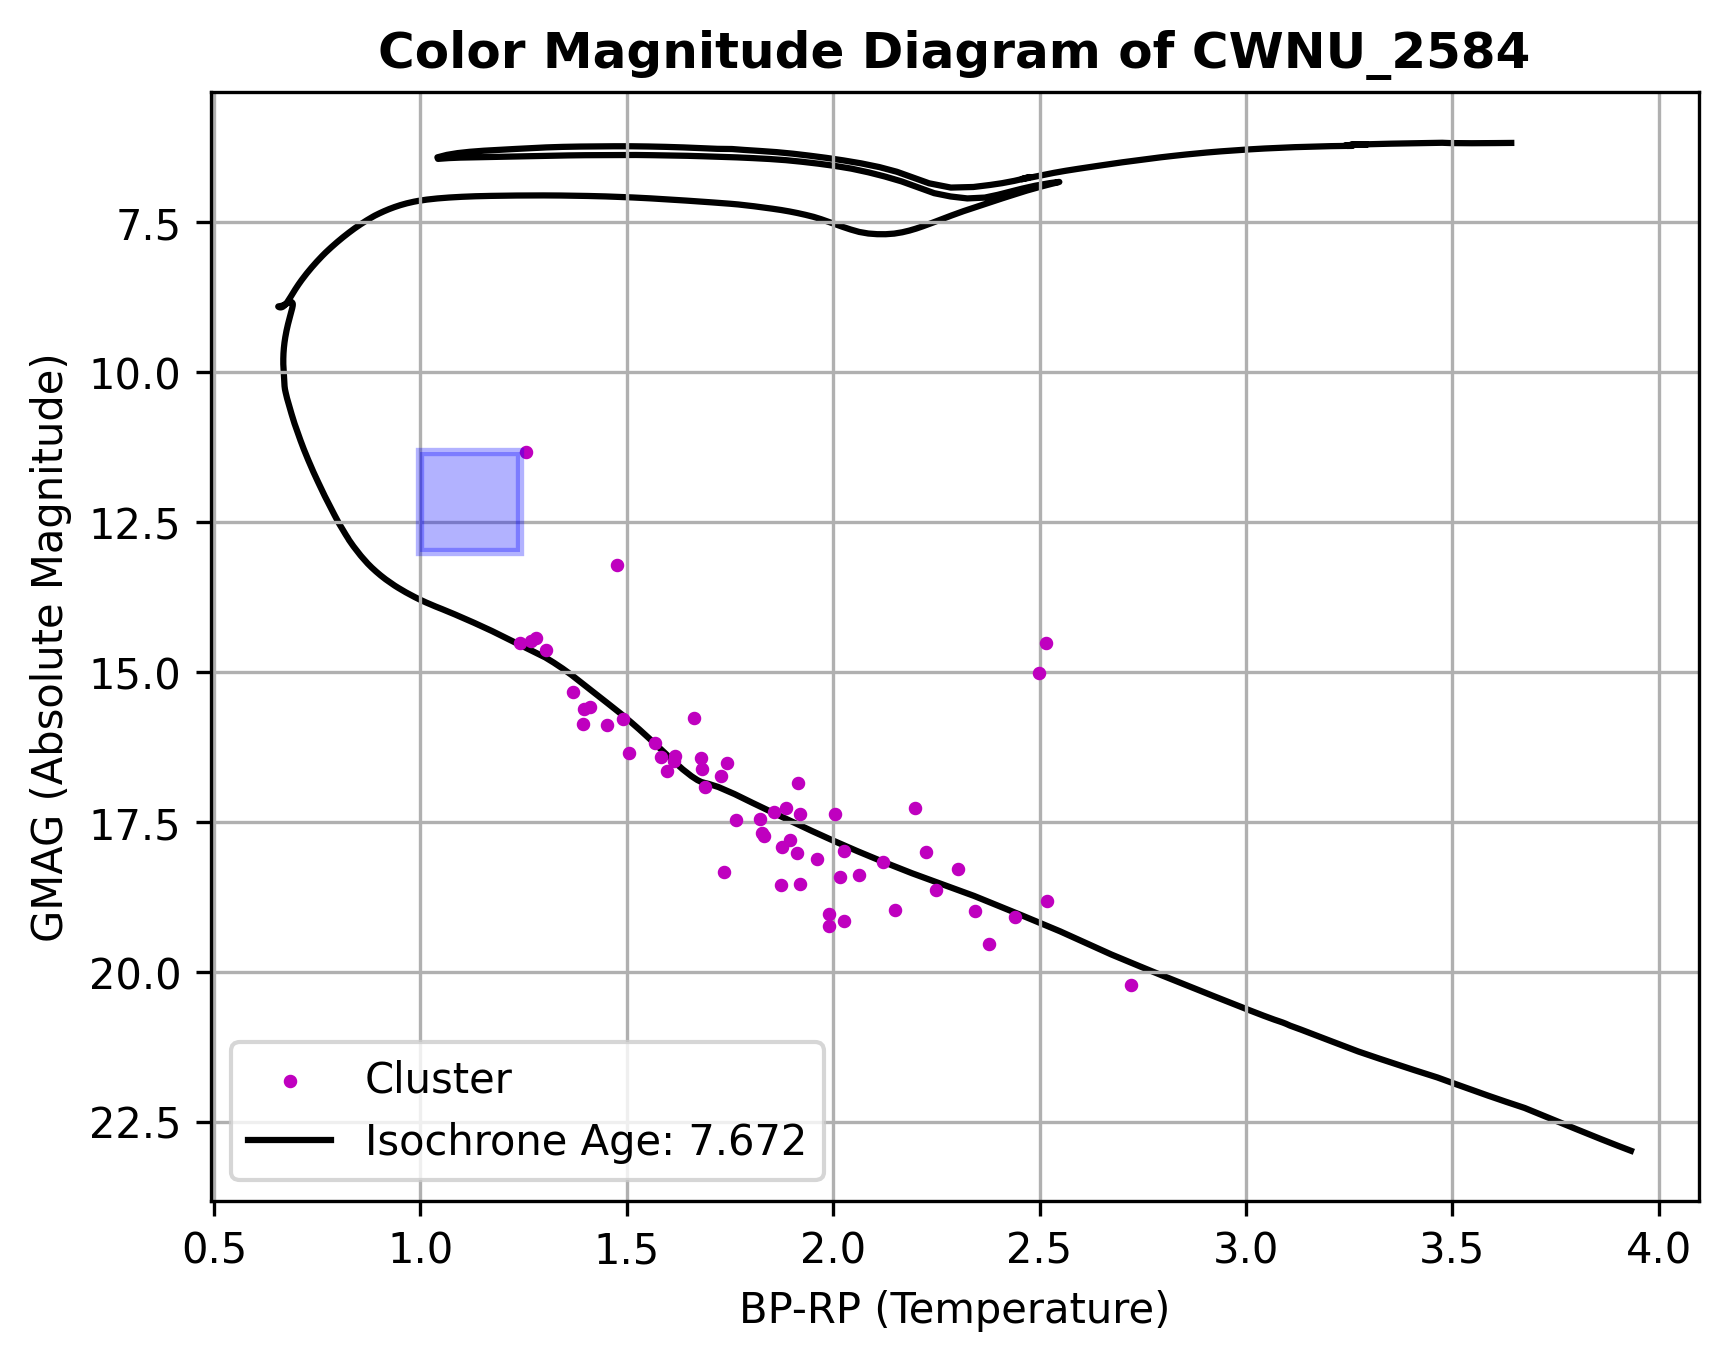 Color Magnitude Diagram of CWNU_2584
GMAG (Absolute Magnitude)
7.5
10.0
12.5
15.0
17.5
20.0
22.5
Cluster
Isochrone Age: 7.672
0.5 1.0 1.5 2.0 2.5 3.0 3.5 4.0
BP-RP (Temperature)